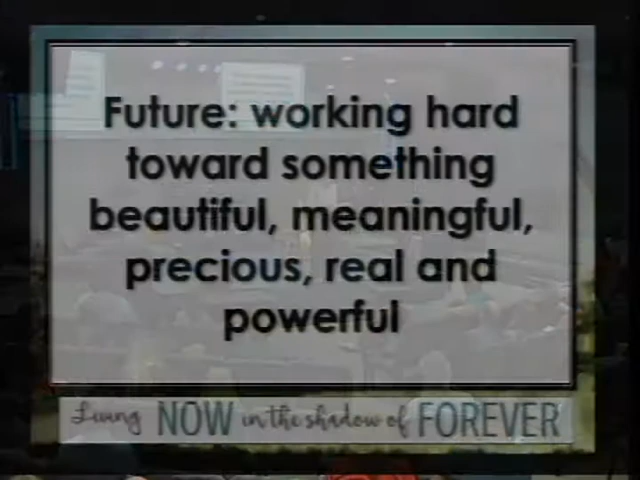 Future: working hard
toward something
beautiful, meaningful,
precious, real and
powerful
Living NOW in the shadow of FOREVER